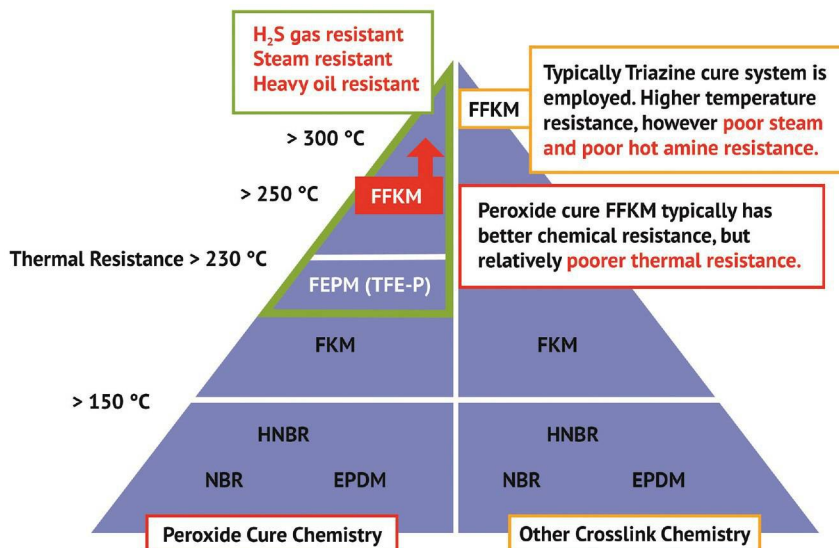 H₂S gas resistant
Steam resistant
Heavy oil resistant
> 300 °C
> 250 °C
Thermal Resistance > 230 °C
> 150 °C
FFKM
FEPM (TFE-P)
FKM
HNBR
NBR EPDM
Peroxide Cure Chemistry
FFKM
Typically Triazine cure system is
employed. Higher temperature
resistance, however poor steam
and poor hot amine resistance.
Peroxide cure FFKM typically has
better chemical resistance, but
relatively poorer thermal resistance.
FKM
HNBR
NBR EPDM
Other Crosslink Chemistry